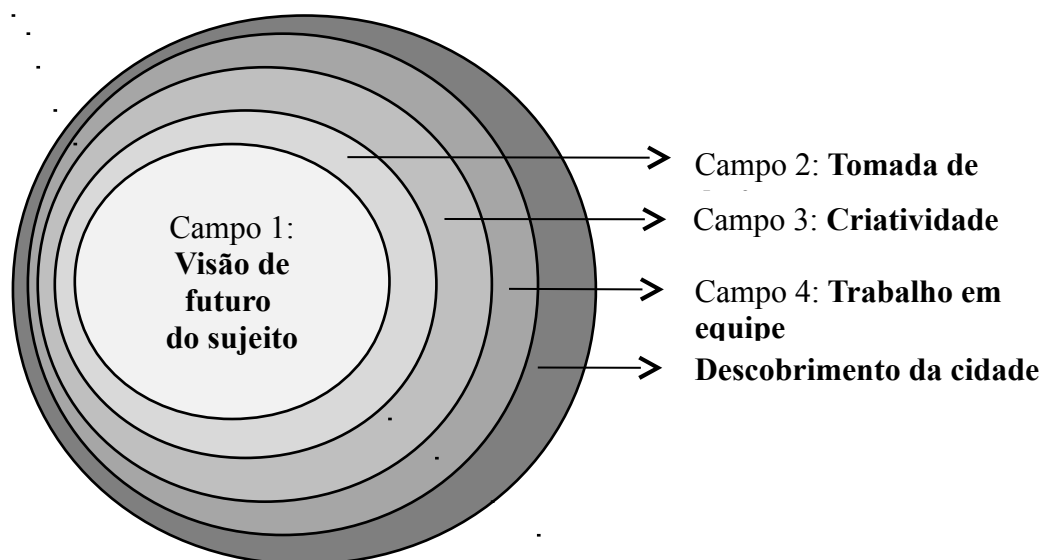 Campo 1:
Visão de
futuro
do sujeito
Campo 2: Tomada de
Campo 3: Criatividade
Campo 4: Trabalho em
equipe
Descobrimento da cidade